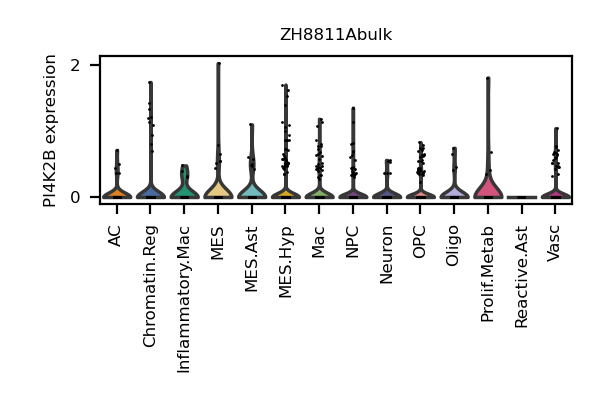 ZH8811Abulk
PI4K2B expression
2
0
AC
Chromatin.Reg
Inflammatory.Mac
MES
MES.Ast
MES.Hyp
Mac
NPC
Neuron
OPC
Oligo
Prolif.Metab
Reactive.Ast
Vasc